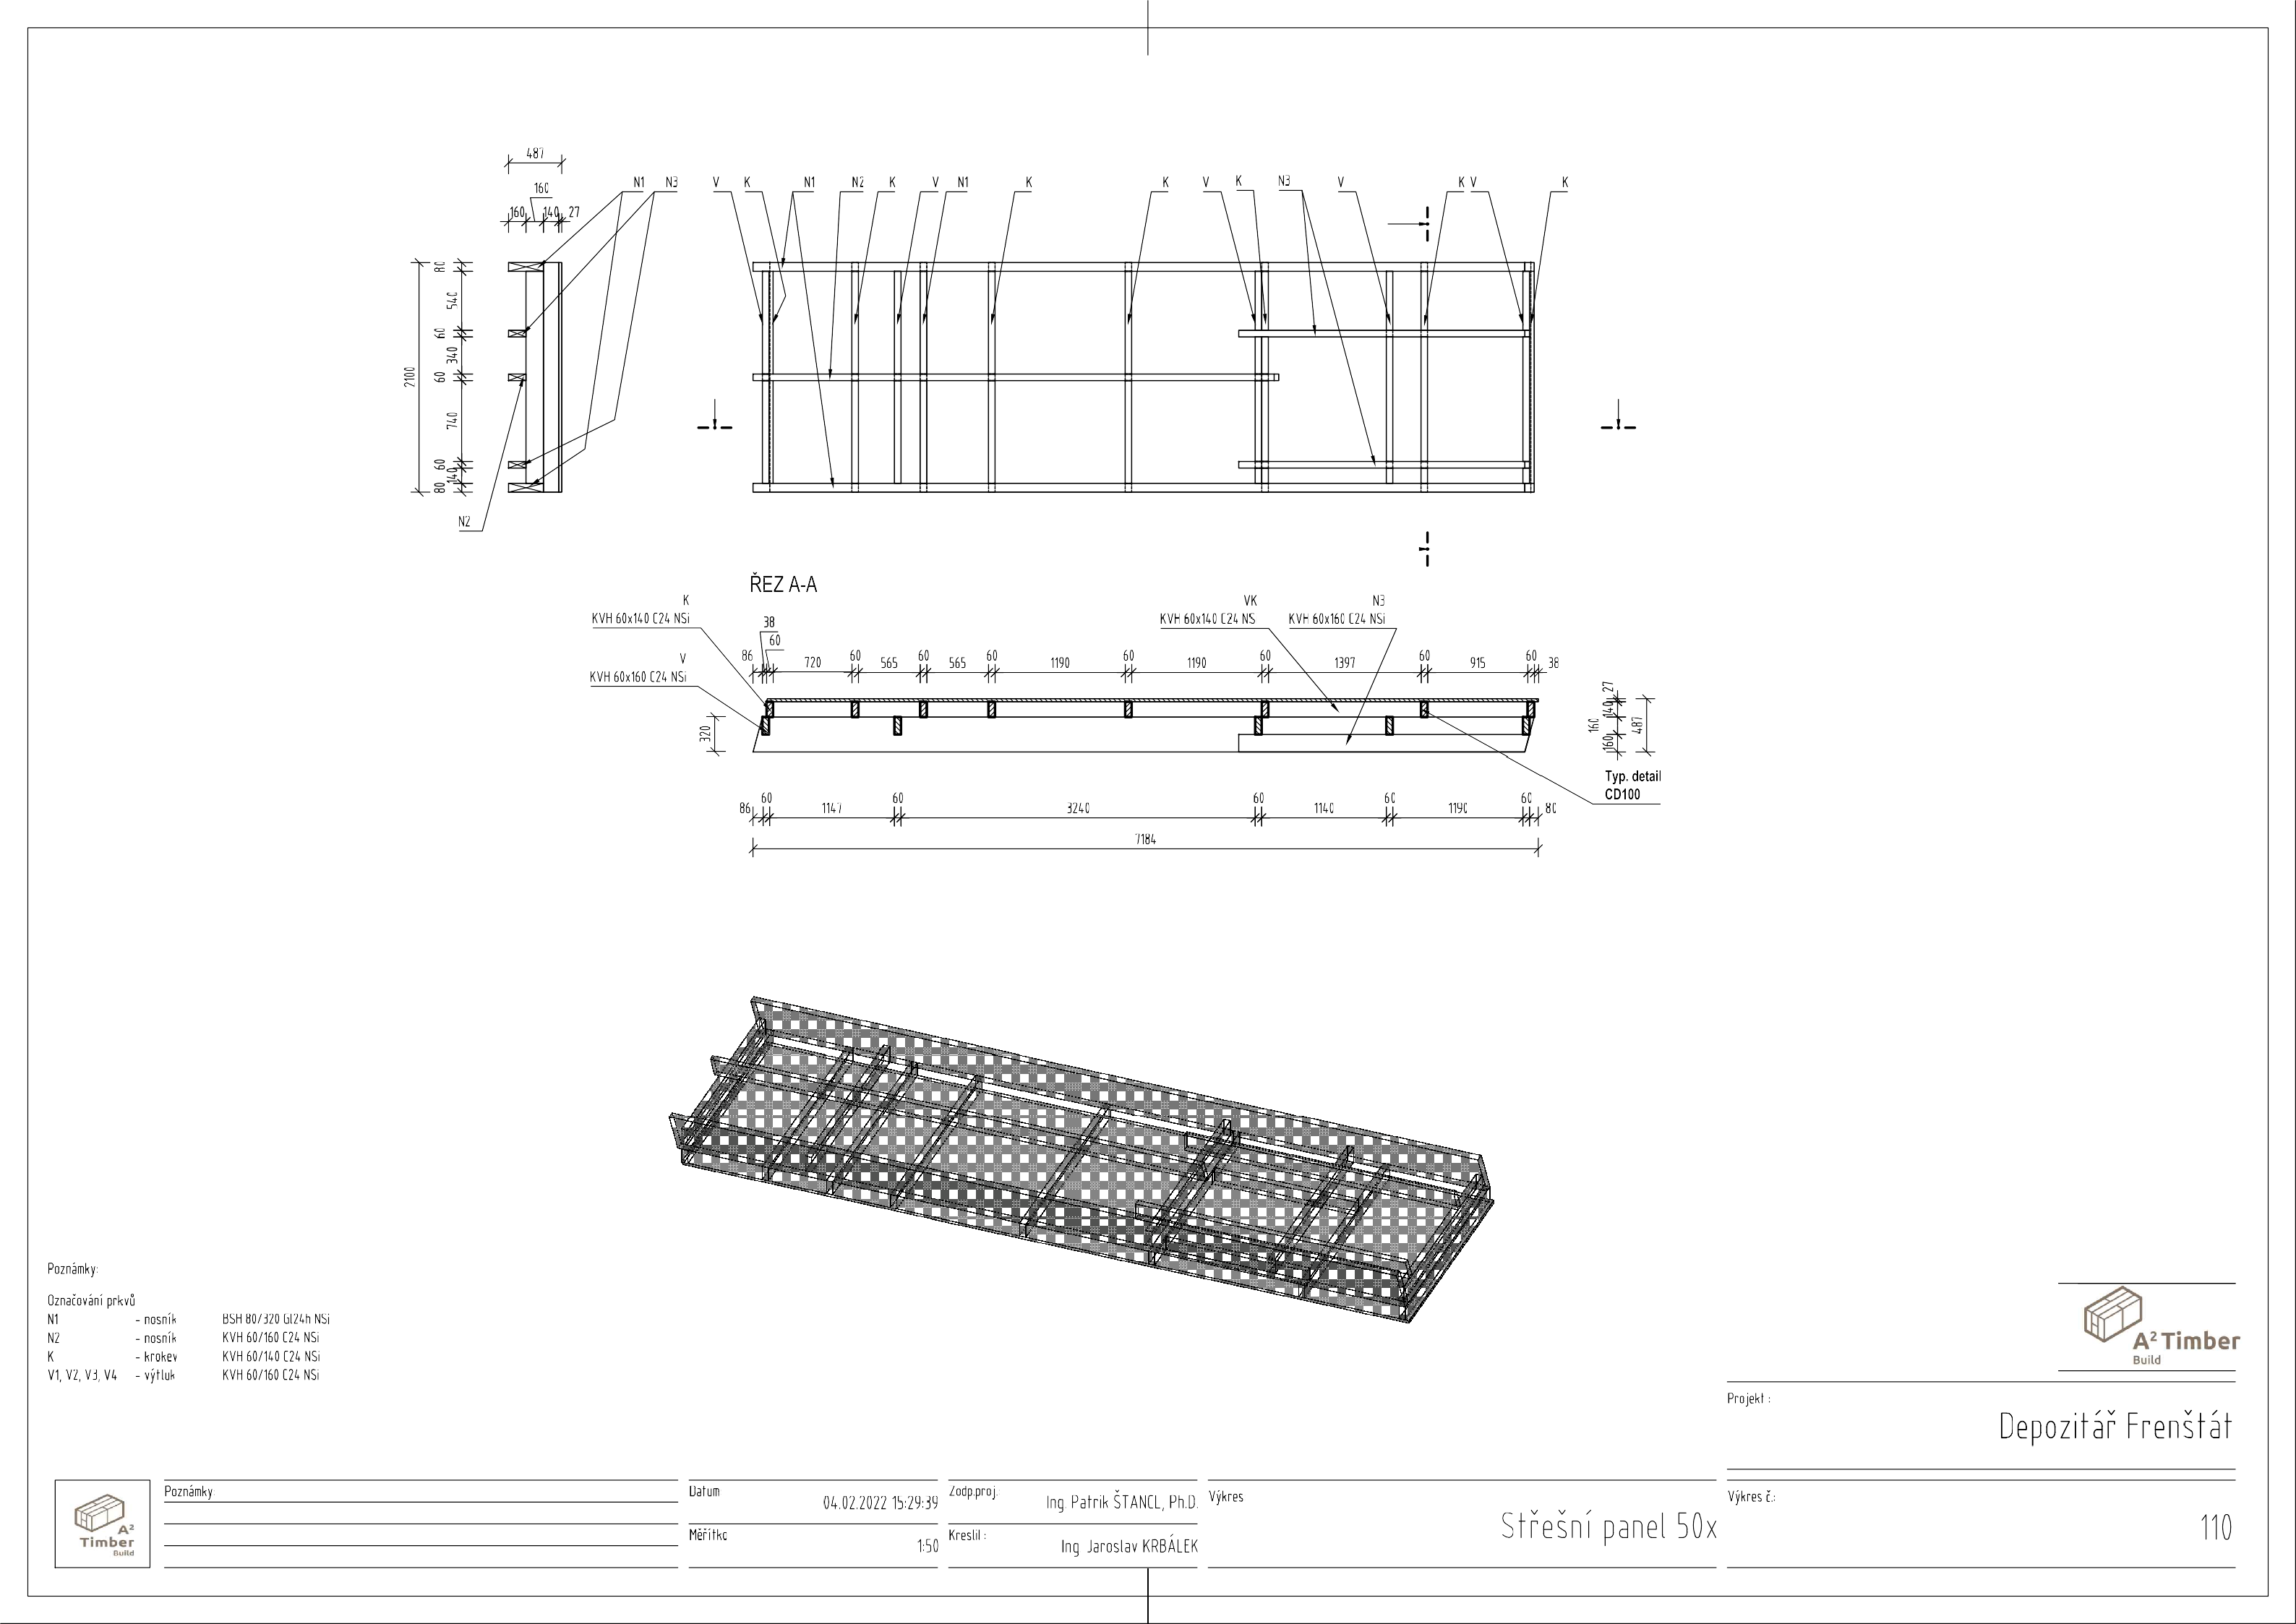 487
160
160 140 27
N1 N3 V K N1 N2 K V N1 K K V K N3 V K V K
80
540
60
340
2100
60
740
60
140
80
N2
ŘEZ A-A
K
KVH 60x140 C24 NSi
V
KVH 60x160 C24 NSi
VK
KVH 60x140 C24 NS
N3
KVH 60x160 C24 NSi
38
60
86 720 60 565 60 565 60 1190 60 1190 60 1397 60 915 60 38
320
27
140
160
160
487
Typ. detail
CD100
86 60 1147 60 3240 60 1140 60 1190 60 80
7184
Poznámky:
Označování prkvů
N1 - nosník BSH 80/320 Gl24h NSi
N2 - nosník KVH 60/160 C24 NSi
K - krokev KVH 60/140 C24 NSi
V1, V2, V3, V4 - výtluk KVH 60/160 C24 NSi
A² Timber
Build
Projekt :
Depozitář Frenštát
A²
Timber
Build
Poznámky
Datum
04.02.2022 15:29:39
Měřítko
1:50
Zodp.proj.
Ing. Patrik ŠTANCL, Ph.D.
Kreslil :
Ing. Jaroslav KRBÁLEK
Výkres
Střešní panel 50x
Výkres č.:
110